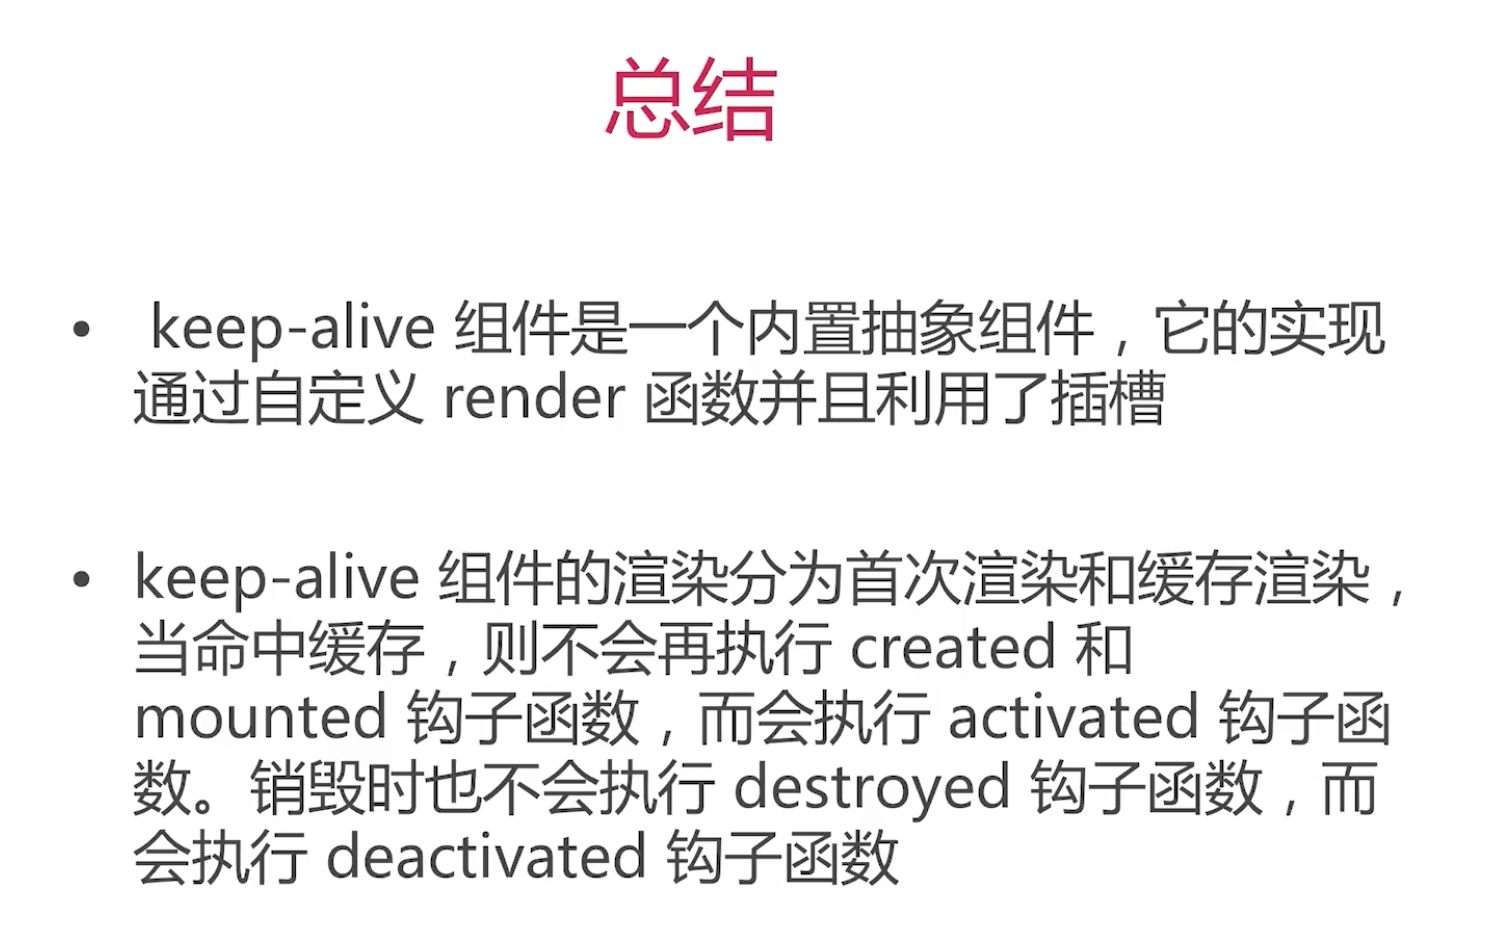 总结
• keep-alive 组件是一个内置抽象组件，它的实现
通过自定义 render 函数并且利用了插槽
• keep-alive 组件的渲染分为首次渲染和缓存渲染，
当命中缓存，则不会再执行 created 和
mounted 钩子函数，而会执行 activated 钩子函
数。销毁时也不会执行 destroyed 钩子函数，而
会执行 deactivated 钩子函数